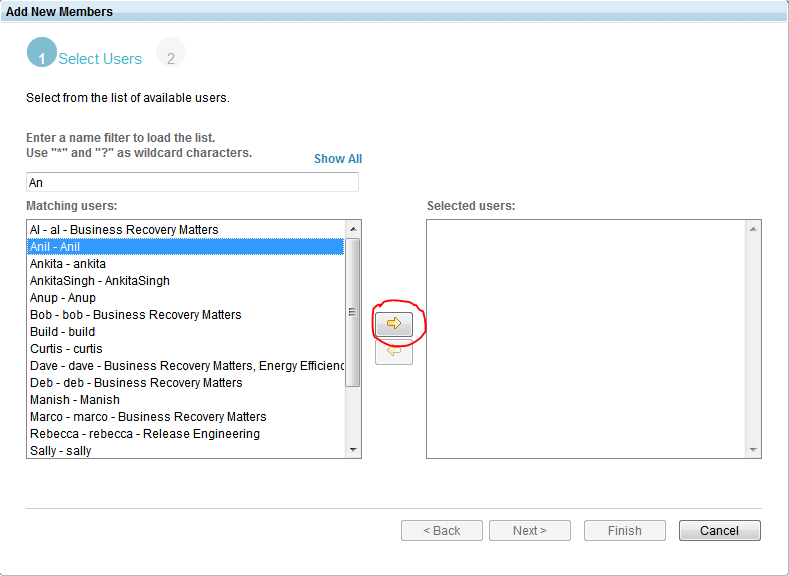 Add New Members
1 Select Users 2
Select from the list of available users.
Enter a name filter to load the list.
Use "*" and "?" as wildcard characters.
Show All
An
Matching users:
Al - al - Business Recovery Matters
Anil - Anil
Ankita - ankita
AnkitaSingh - AnkitaSingh
Anup - Anup
Bob - bob - Business Recovery Matters
Build - build
Curtis - curtis
Dave - dave - Business Recovery Matters, Energy Efficienc
Deb - deb - Business Recovery Matters
Manish - Manish
Marco - marco - Business Recovery Matters
Rebecca - rebecca - Release Engineering
Sally - sally
Selected users:
< Back
Next >
Finish
Cancel